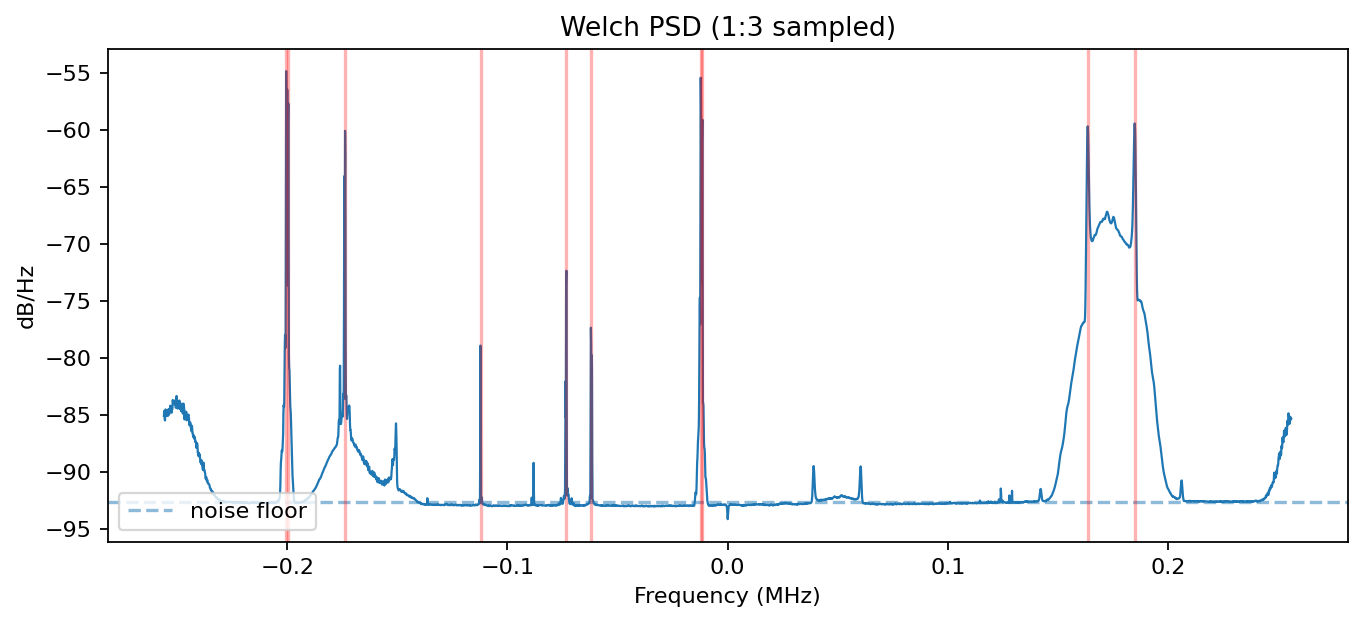 Welch PSD (1:3 sampled)
dB/Hz
−55
−60
−65
−70
−75
−80
−85
−90
−95
noise floor
−0.2 −0.1 0.0 0.1 0.2
Frequency (MHz)